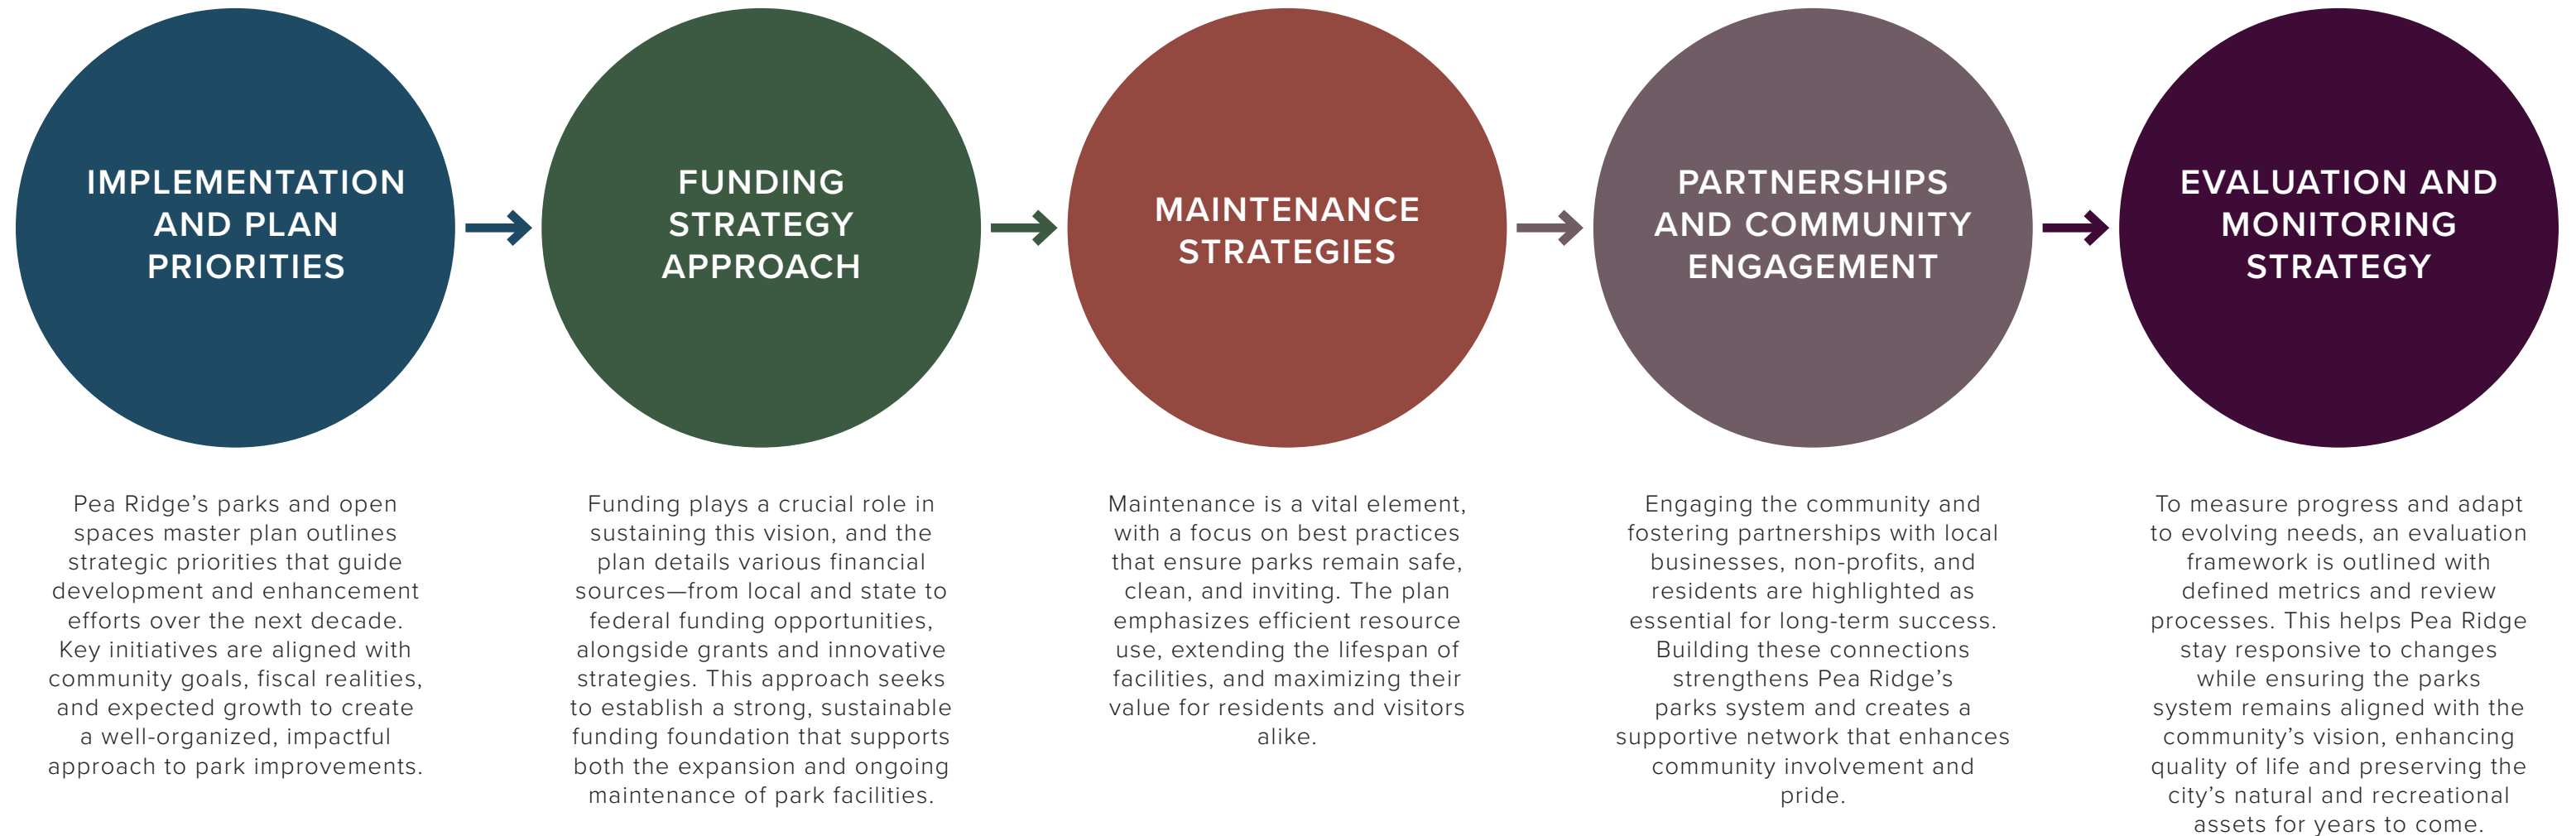 IMPLEMENTATION
AND PLAN
PRIORITIES
FUNDING
STRATEGY
APPROACH
MAINTENANCE
STRATEGIES
PARTNERSHIPS
AND COMMUNITY
ENGAGEMENT
EVALUATION AND
MONITORING
STRATEGY
Pea Ridge’s parks and open
spaces master plan outlines
strategic priorities that guide
development and enhancement
efforts over the next decade.
Key initiatives are aligned with
community goals, fiscal realities,
and expected growth to create
a well-organized, impactful
approach to park improvements.
Funding plays a crucial role in
sustaining this vision, and the
plan details various financial
sources—from local and state to
federal funding opportunities,
alongside grants and innovative
strategies. This approach seeks
to establish a strong, sustainable
funding foundation that supports
both the expansion and ongoing
maintenance of park facilities.
Maintenance is a vital element,
with a focus on best practices
that ensure parks remain safe,
clean, and inviting. The plan
emphasizes efficient resource
use, extending the lifespan of
facilities, and maximizing their
value for residents and visitors
alike.
Engaging the community and
fostering partnerships with local
businesses, non-profits, and
residents are highlighted as
essential for long-term success.
Building these connections
strengthens Pea Ridge’s
parks system and creates a
supportive network that enhances
community involvement and
pride.
To measure progress and adapt
to evolving needs, an evaluation
framework is outlined with
defined metrics and review
processes. This helps Pea Ridge
stay responsive to changes
while ensuring the parks
system remains aligned with the
community’s vision, enhancing
quality of life and preserving the
city’s natural and recreational
assets for years to come.